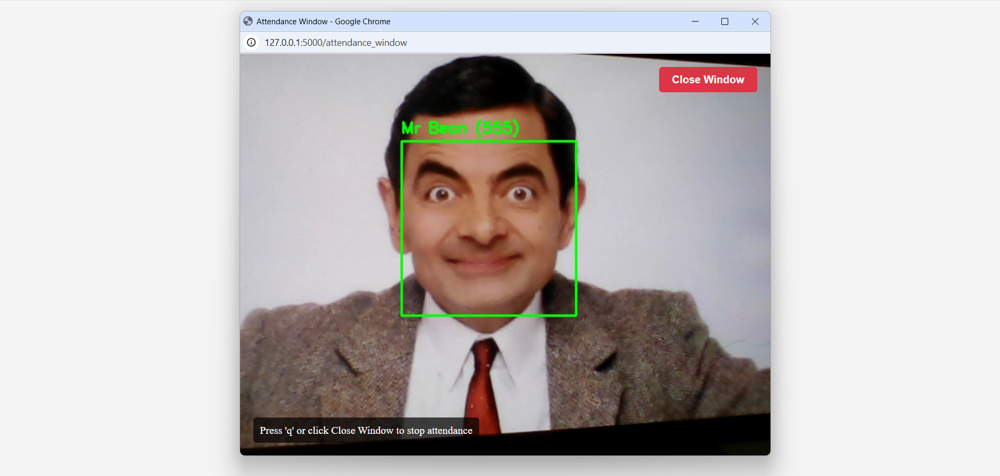 Attendance Window - Google Chrome
127.0.0.1:5000/attendance_window
Close Window
Mr Bean (555)
Press 'q' or click Close Window to stop attendance